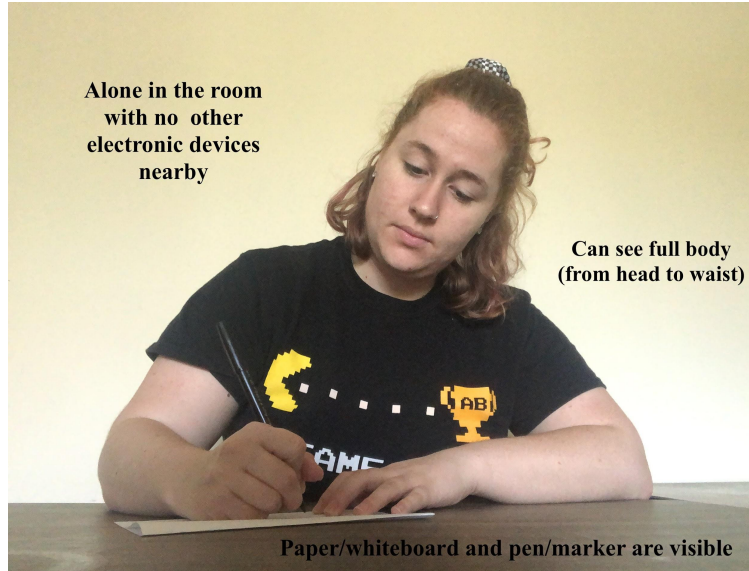 Alone in the room
with no other
electronic devices
nearby
Can see full body
(from head to waist)
AB
GAME
Paper/whiteboard and pen/marker are visible